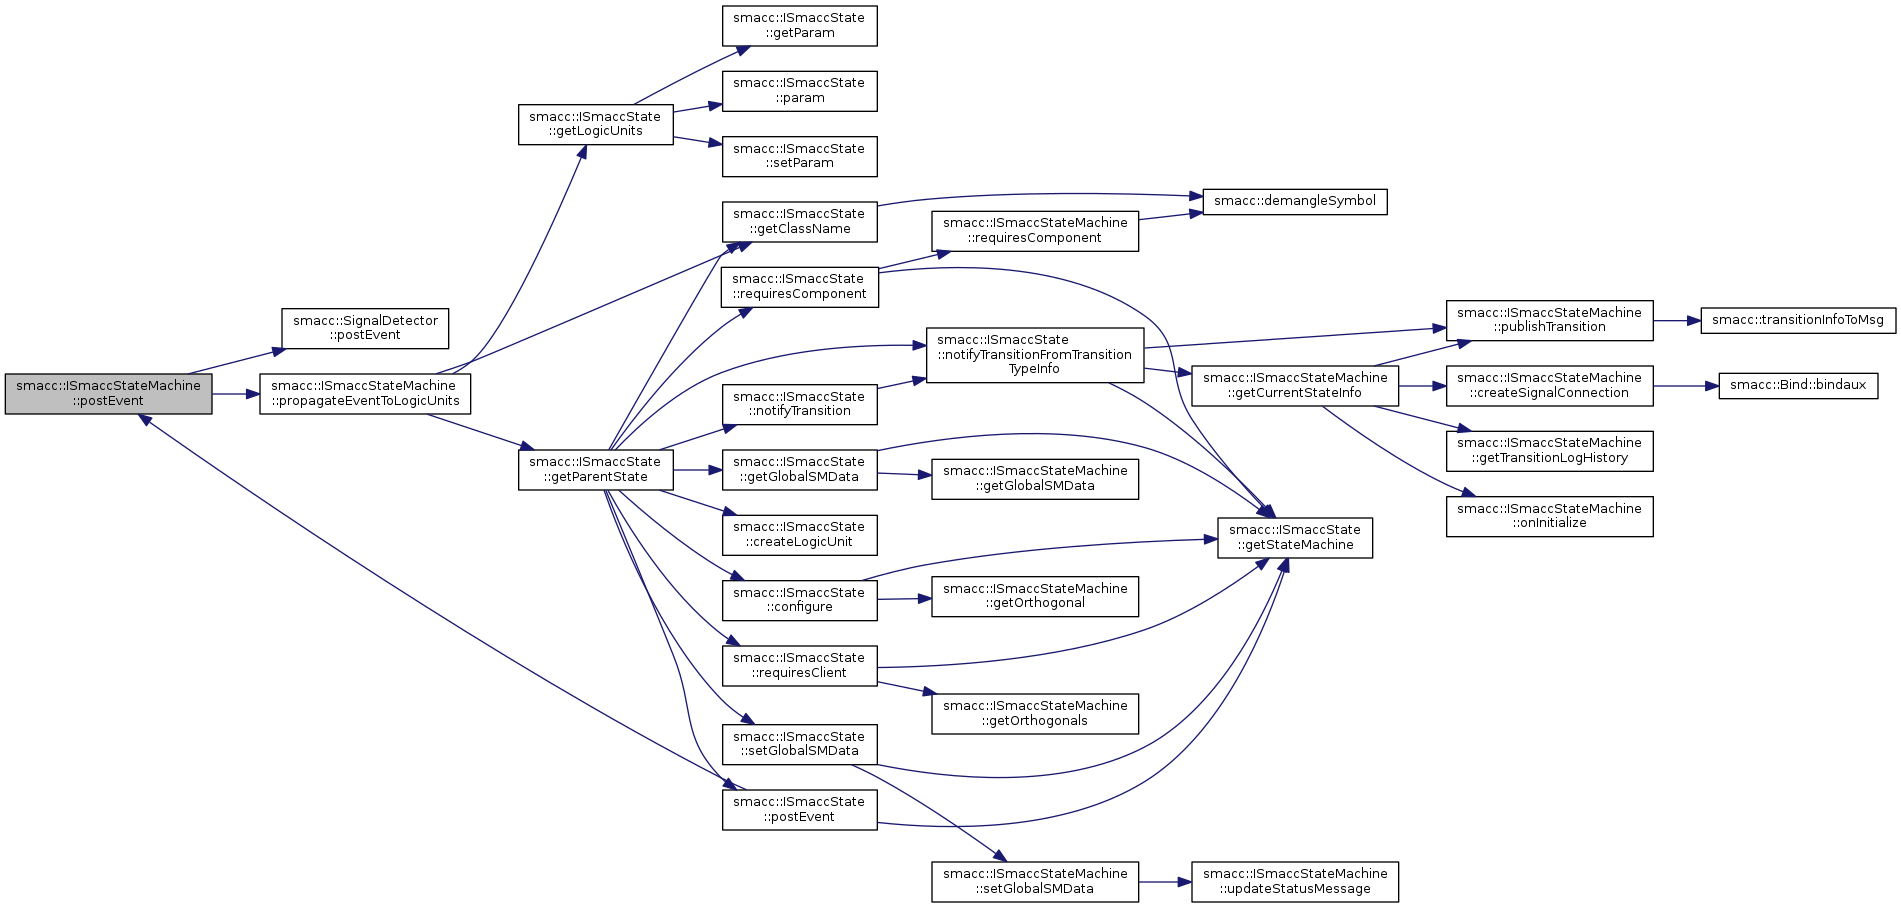 smacc::ISmaccStateMachine
::postEvent
smacc::SignalDetector
::postEvent
smacc::ISmaccStateMachine
::propagateEventToLogicUnits
smacc::ISmaccState
::getLogicUnits
smacc::ISmaccState
::getParentState
smacc::ISmaccState
::getParam
smacc::ISmaccState
::param
smacc::ISmaccState
::setParam
smacc::ISmaccState
::getClassName
smacc::ISmaccState
::requiresComponent
smacc::ISmaccState
::notifyTransition
smacc::ISmaccState
::getGlobalSMData
smacc::ISmaccState
::createLogicUnit
smacc::ISmaccState
::configure
smacc::ISmaccState
::requiresClient
smacc::ISmaccState
::setGlobalSMData
smacc::ISmaccState
::postEvent
smacc::ISmaccStateMachine
::requiresComponent
smacc::ISmaccState
::notifyTransitionFromTransition
TypeInfo
smacc::ISmaccStateMachine
::getGlobalSMData
smacc::ISmaccStateMachine
::getOrthogonal
smacc::ISmaccStateMachine
::getOrthogonals
smacc::ISmaccStateMachine
::setGlobalSMData
smacc::demangleSymbol
smacc::ISmaccStateMachine
::getCurrentStateInfo
smacc::ISmaccState
::getStateMachine
smacc::ISmaccStateMachine
::updateStatusMessage
smacc::ISmaccStateMachine
::publishTransition
smacc::ISmaccStateMachine
::createSignalConnection
smacc::ISmaccStateMachine
::getTransitionLogHistory
smacc::ISmaccStateMachine
::onInitialize
smacc::transitionInfoToMsg
smacc::Bind::bindaux